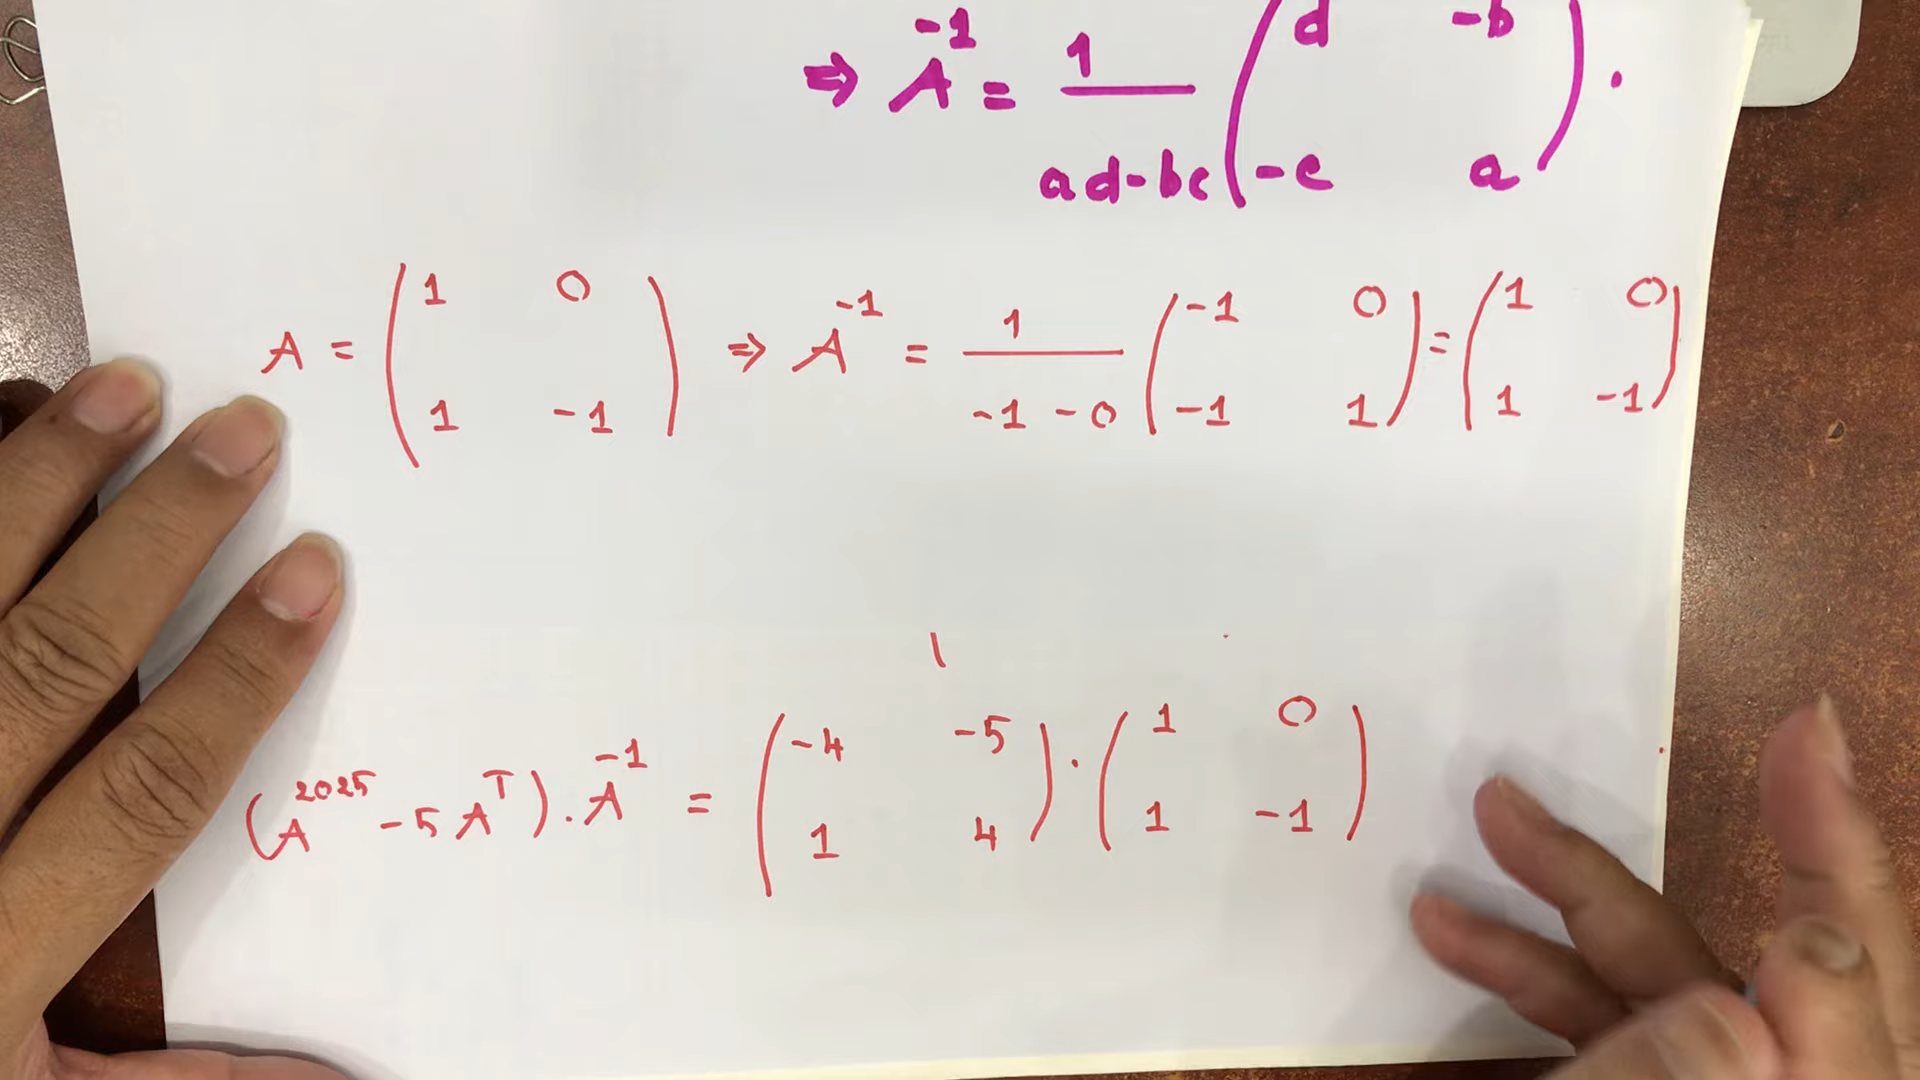 ⇒ A⁻¹ = 1/(ad-bc) ( d -b ; -c a ) .
A = ( 1 0 ; 1 -1 ) ⇒ A⁻¹ = 1/(-1 - 0) ( -1 0 ; -1 1 ) = ( 1 0 ; 1 -1 )
(A²⁰²⁵ - 5Aᵀ) . A⁻¹ = ( -4 -5 ; 1 4 ) . ( 1 0 ; 1 -1 )